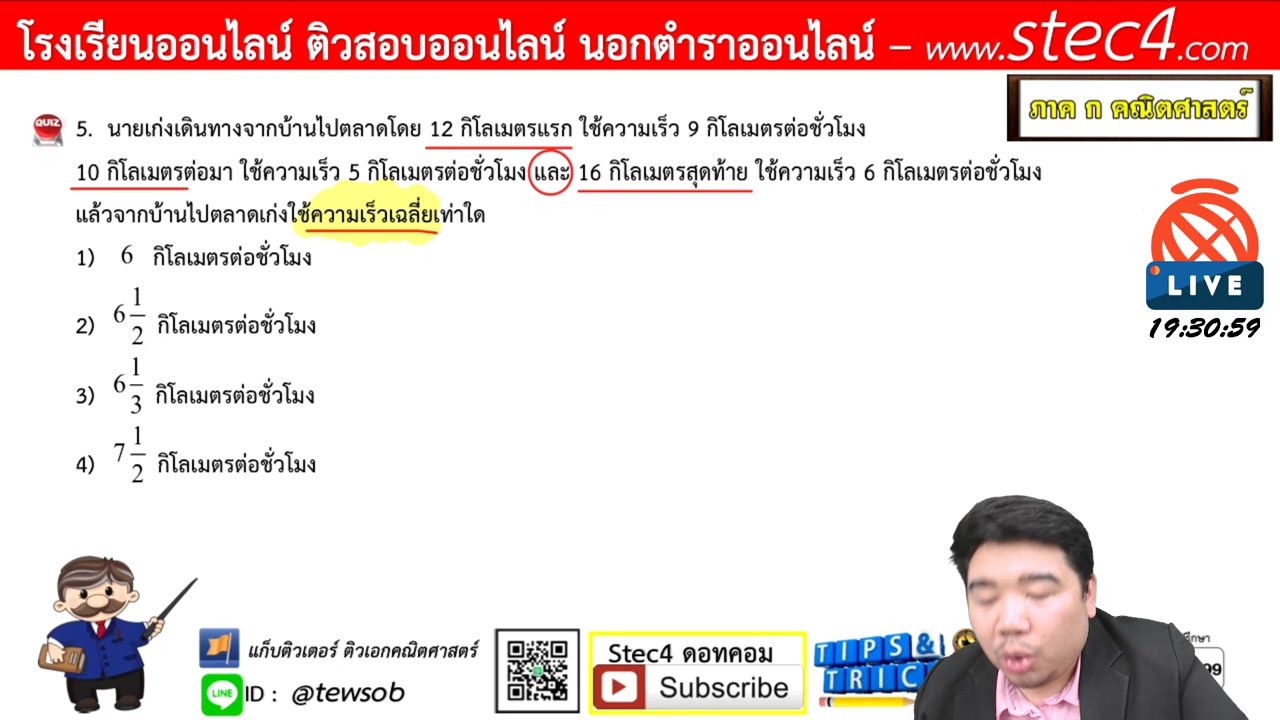 โรงเรียนออนไลน์ ติวสอบออนไลน์ นอกตำราออนไลน์ – www.stec4.com
ภาค ก คณิตศาสตร์
QUIZ
5. นายเก่งเดินทางจากบ้านไปตลาดโดย 12 กิโลเมตรแรก ใช้ความเร็ว 9 กิโลเมตรต่อชั่วโมง
10 กิโลเมตรต่อมา ใช้ความเร็ว 5 กิโลเมตรต่อชั่วโมง และ 16 กิโลเมตรสุดท้าย ใช้ความเร็ว 6 กิโลเมตรต่อชั่วโมง
แล้วจากบ้านไปตลาดเก่งใช้ความเร็วเฉลี่ยเท่าใด
1) 6 กิโลเมตรต่อชั่วโมง
2) 6 1/2 กิโลเมตรต่อชั่วโมง
3) 6 1/3 กิโลเมตรต่อชั่วโมง
4) 7 1/2 กิโลเมตรต่อชั่วโมง
LIVE
19:30:59
แก็บติวเตอร์ ติวเอกคณิตศาสตร์
LINE ID : @tewsob
Stec4 ดอทคอม
Subscribe
TIPS &
TRIC